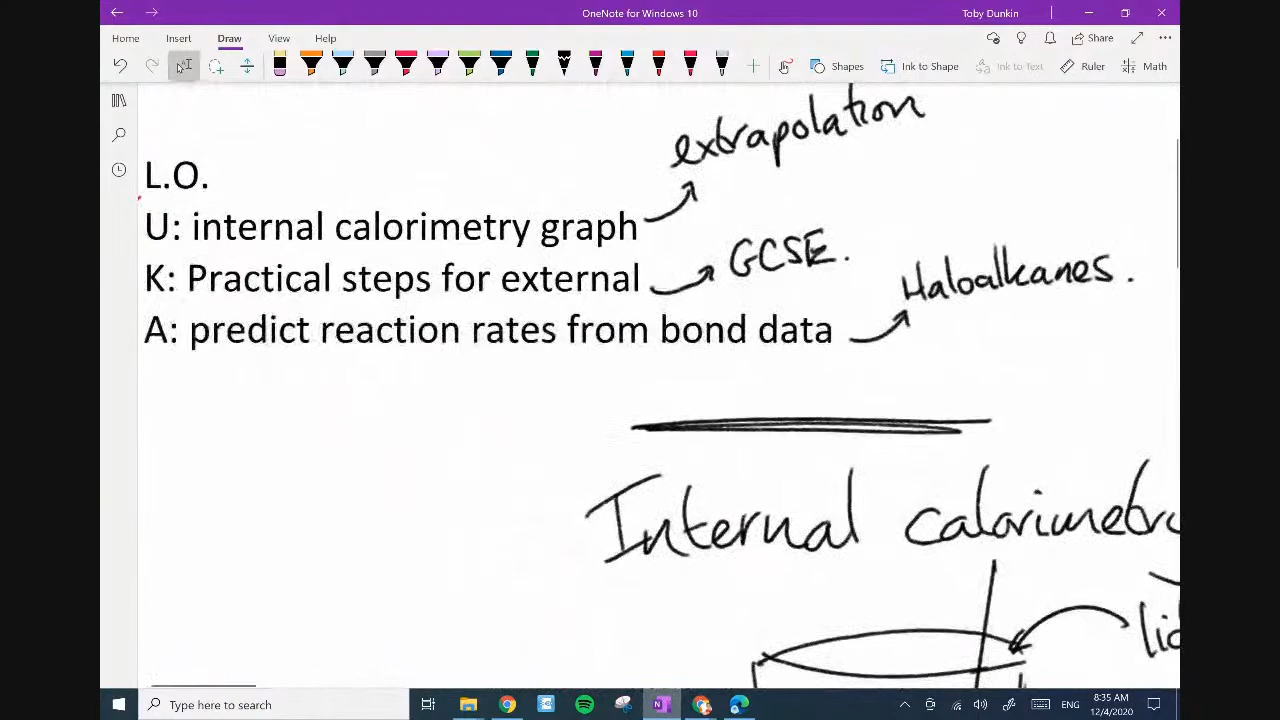 OneNote for Windows 10
Toby Dunkin
Home Insert Draw View Help
Share
Shapes Ink to Shape Ink to Text Ruler Math
extrapolation
L.O.
U: internal calorimetry graph
GCSE.
K: Practical steps for external
Haloalkanes.
A: predict reaction rates from bond data
Internal
Type here to search
8:35 AM
12/4/2020